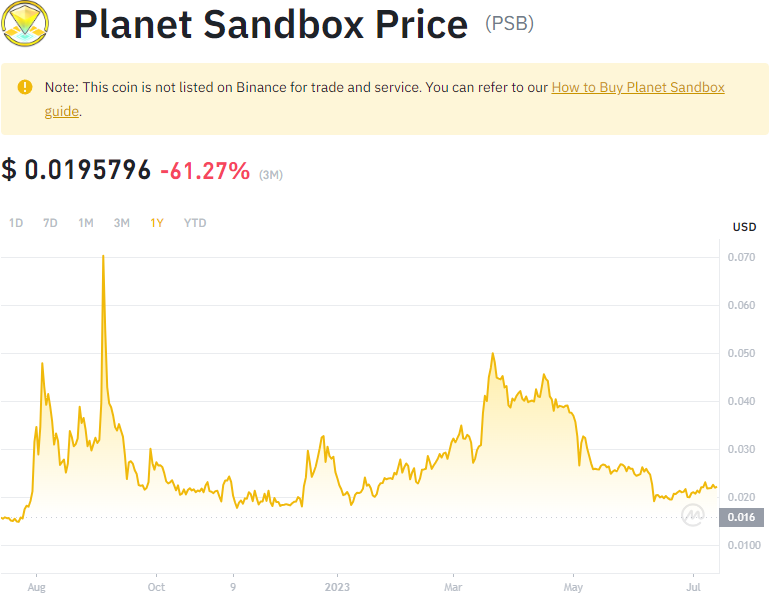 Planet Sandbox Price (PSB)
Note: This coin is not listed on Binance for trade and service. You can refer to our How to Buy Planet Sandbox
guide.
$ 0.0195796 -61.27% (3M)
1D 7D 1M 3M 1Y YTD
USD
0.070
0.060
0.050
0.040
0.030
0.020
0.016
0.0100
Aug Oct 9 2023 Mar May Jul